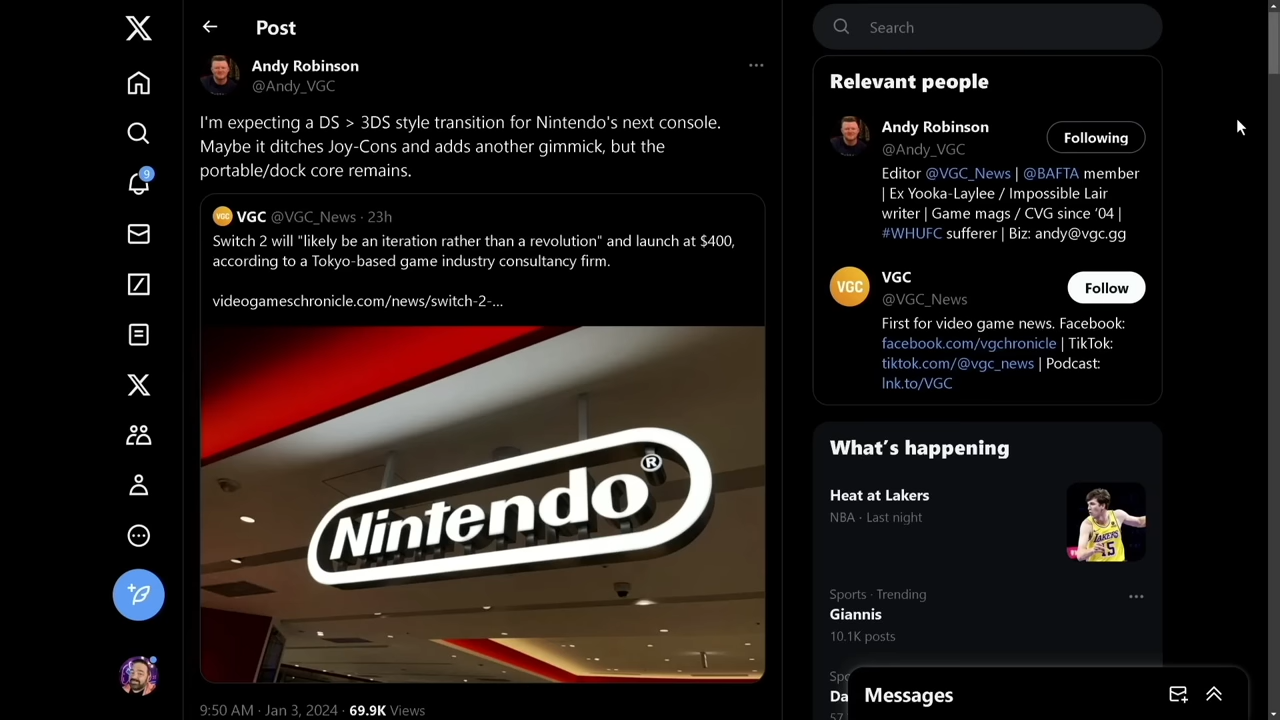 Post
Search
Andy Robinson
@Andy_VGC
I'm expecting a DS > 3DS style transition for Nintendo's next console.
Maybe it ditches Joy-Cons and adds another gimmick, but the
portable/dock core remains.
VGC VGC @VGC_News · 23h
Switch 2 will "likely be an iteration rather than a revolution" and launch at $400,
according to a Tokyo-based game industry consultancy firm.
videogameschronicle.com/news/switch-2-...
Nintendo®
9:50 AM · Jan 3, 2024 · 69.9K Views
9
Relevant people
Andy Robinson
@Andy_VGC
Following
Editor @VGC_News | @BAFTA member
| Ex Yooka-Laylee / Impossible Lair
writer | Game mags / CVG since ‘04 |
#WHUFC sufferer | Biz: andy@vgc.gg
VGC
VGC
@VGC_News
Follow
First for video game news. Facebook:
facebook.com/vgchronicle | TikTok:
tiktok.com/@vgc_news | Podcast:
lnk.to/VGC
What’s happening
Heat at Lakers
NBA · Last night
LAKERS
15
Sports · Trending
Giannis
10.1K posts
Messages